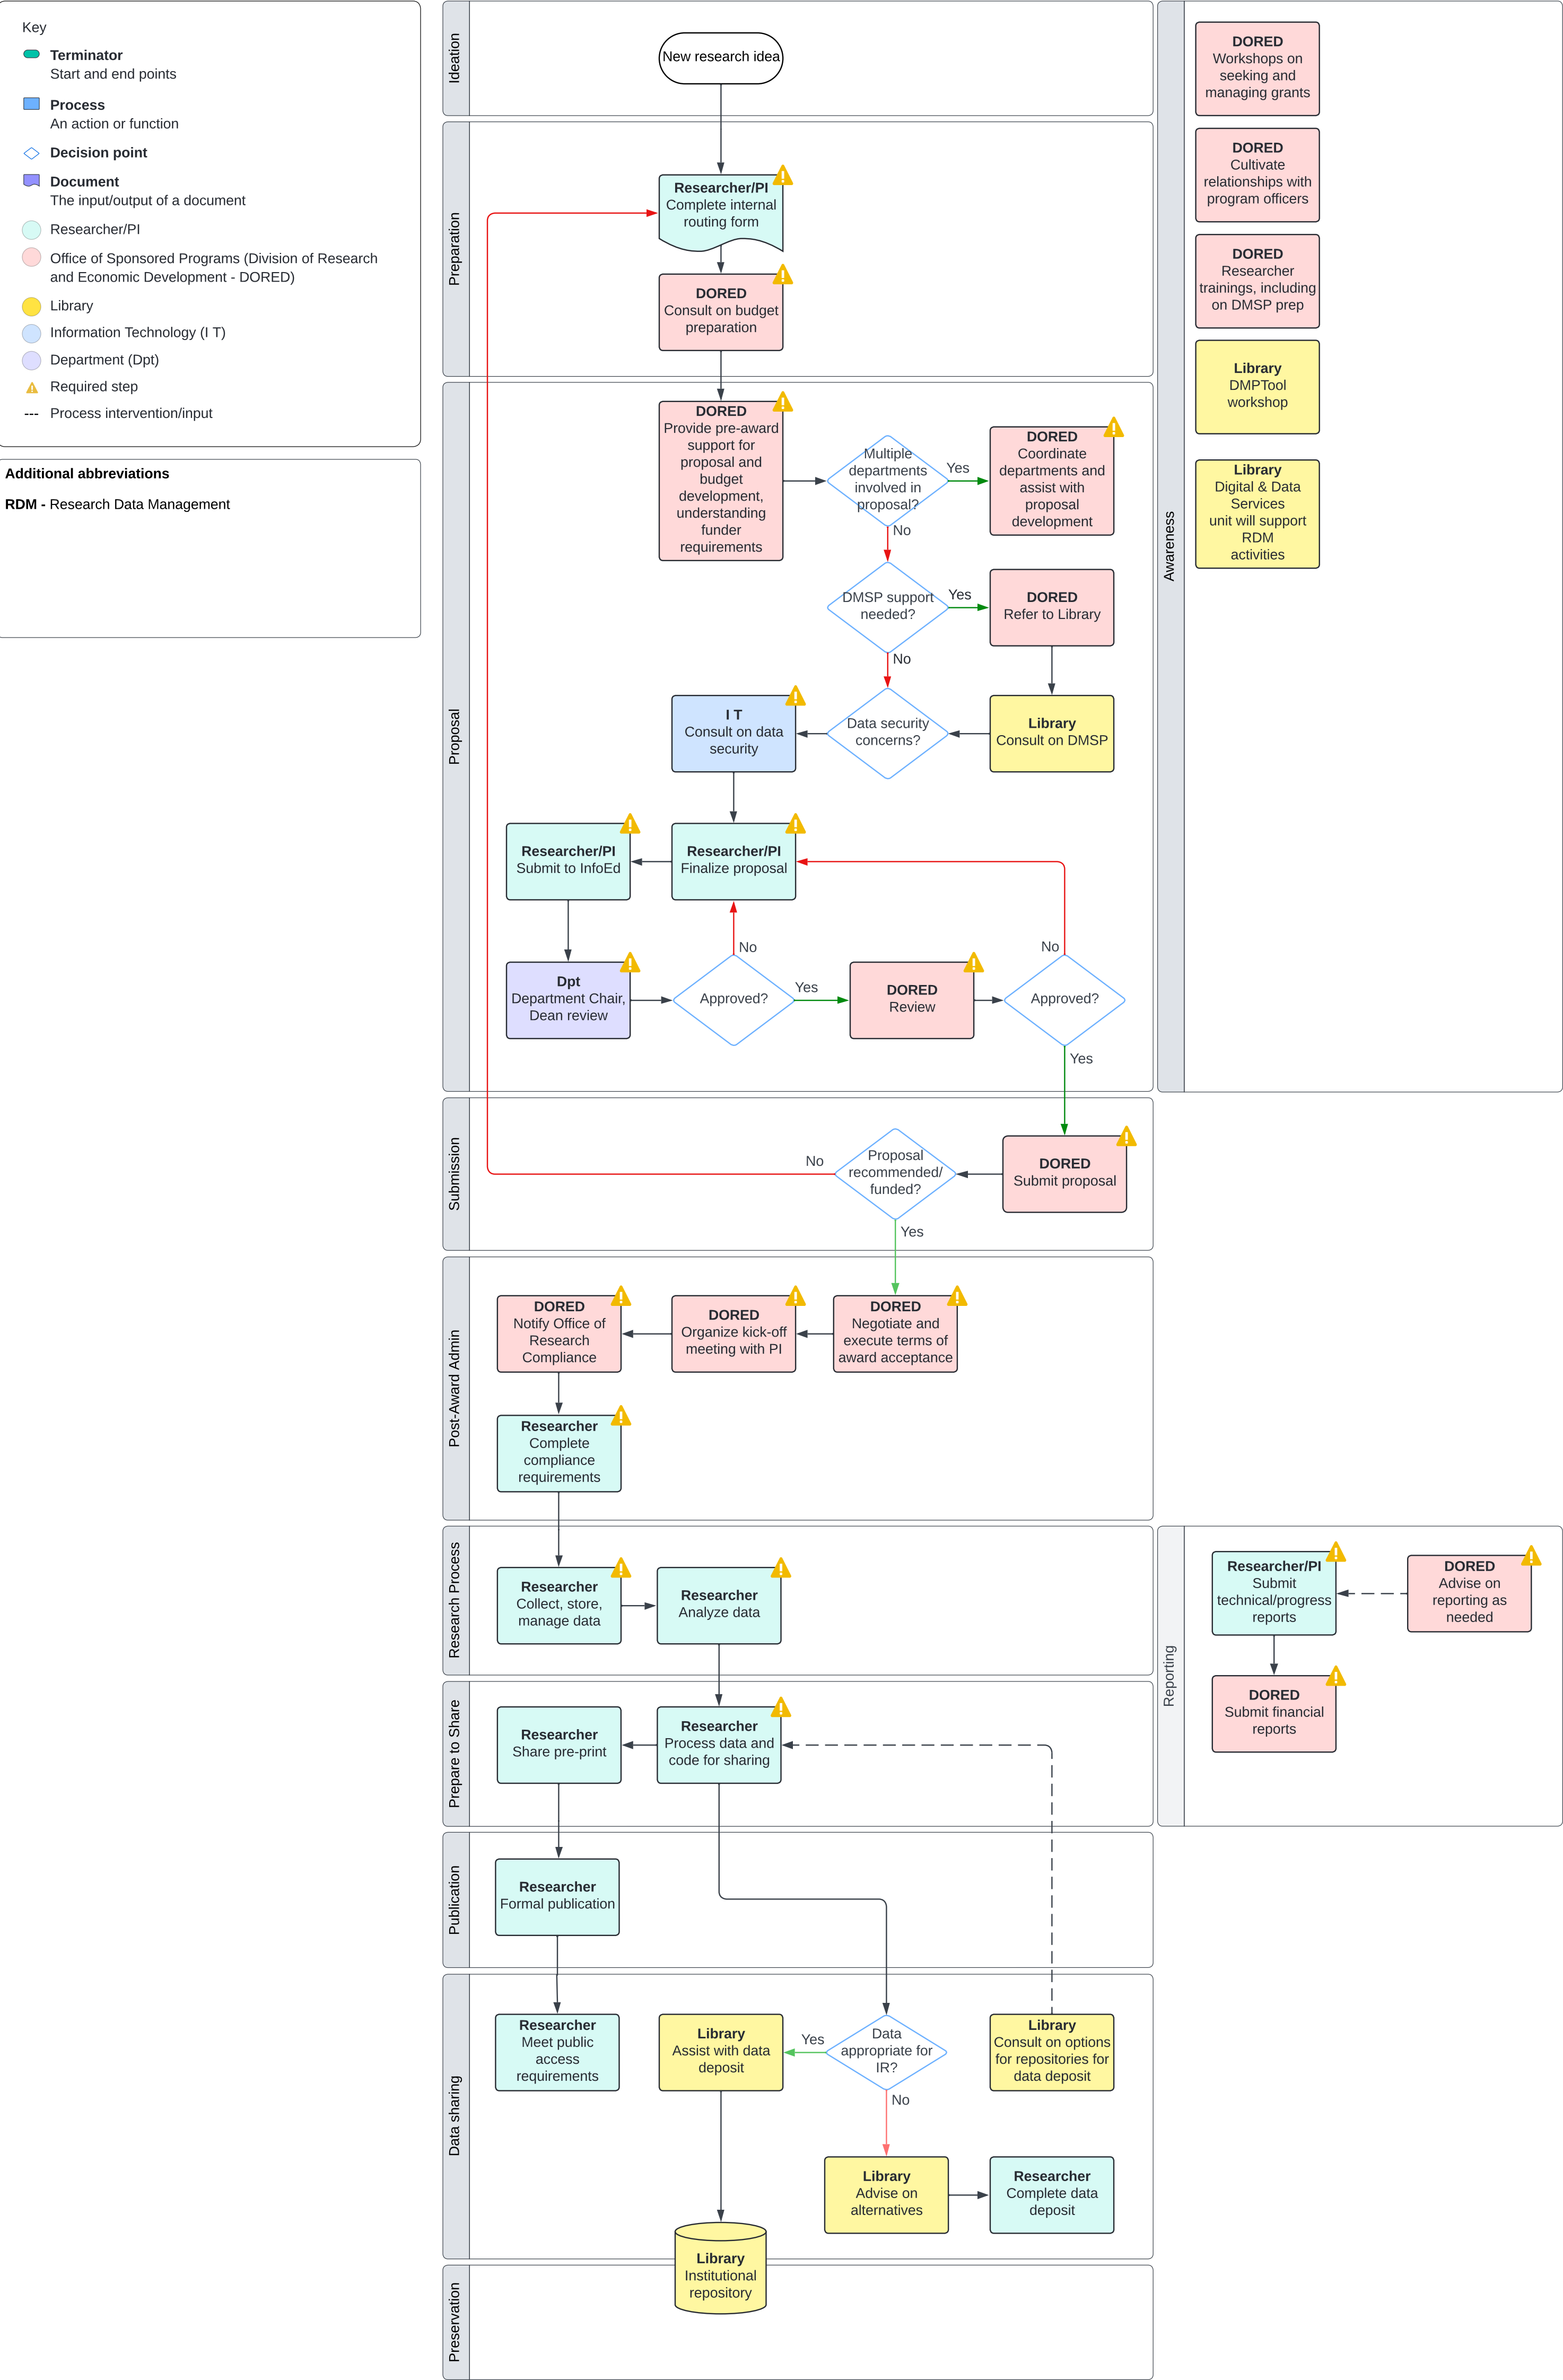 Key
Terminator
Start and end points
Process
An action or function
Decision point
Document
The input/output of a document
Researcher/PI
Office of Sponsored Programs (Division of Research
and Economic Development - DORED)
Library
Information Technology (I T)
Department (Dpt)
Required step
--- Process intervention/input
Additional abbreviations
RDM - Research Data Management
Ideation
New research idea
Preparation
Researcher/PI
Complete internal
routing form
DORED
Consult on budget
preparation
Proposal
DORED
Provide pre-award
support for
proposal and
budget
development,
understanding
funder
requirements
Multiple
departments
involved in
proposal?
Yes
No
DORED
Coordinate
departments and
assist with
proposal
development
DMSP support
needed?
Yes
No
DORED
Refer to Library
I T
Consult on data
security
Data security
concerns?
Library
Consult on DMSP
Researcher/PI
Submit to InfoEd
Researcher/PI
Finalize proposal
Dpt
Department Chair,
Dean review
No
Approved?
Yes
DORED
Review
No
Approved?
Yes
Submission
No
Proposal
recommended/
funded?
Yes
DORED
Submit proposal
Post-Award Admin
DORED
Notify Office of
Research
Compliance
DORED
Organize kick-off
meeting with PI
DORED
Negotiate and
execute terms of
award acceptance
Researcher
Complete
compliance
requirements
Research Process
Researcher
Collect, store,
manage data
Researcher
Analyze data
Prepare to Share
Researcher
Share pre-print
Researcher
Process data and
code for sharing
Publication
Researcher
Formal publication
Data sharing
Researcher
Meet public
access
requirements
Library
Assist with data
deposit
Yes
Data
appropriate for
IR?
No
Library
Consult on options
for repositories for
data deposit
Library
Advise on
alternatives
Researcher
Complete data
deposit
Library
Institutional
repository
Preservation
Awareness
DORED
Workshops on
seeking and
managing grants
DORED
Cultivate
relationships with
program officers
DORED
Researcher
trainings, including
on DMSP prep
Library
DMPTool
workshop
Library
Digital & Data
Services
unit will support
RDM
activities
Reporting
Researcher/PI
Submit
technical/progress
reports
DORED
Advise on
reporting as
needed
DORED
Submit financial
reports